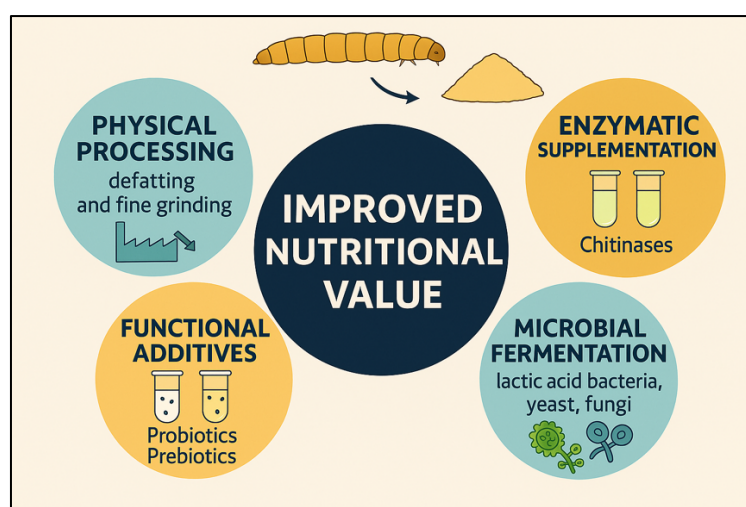 PHYSICAL
PROCESSING
defatting
and fine grinding
ENZYMATIC
SUPPLEMENTATION
Chitinases
IMPROVED
NUTRITIONAL
VALUE
FUNCTIONAL
ADDITIVES
Probiotics
Prebiotics
MICROBIAL
FERMENTATION
lactic acid bacteria,
yeast, fungi